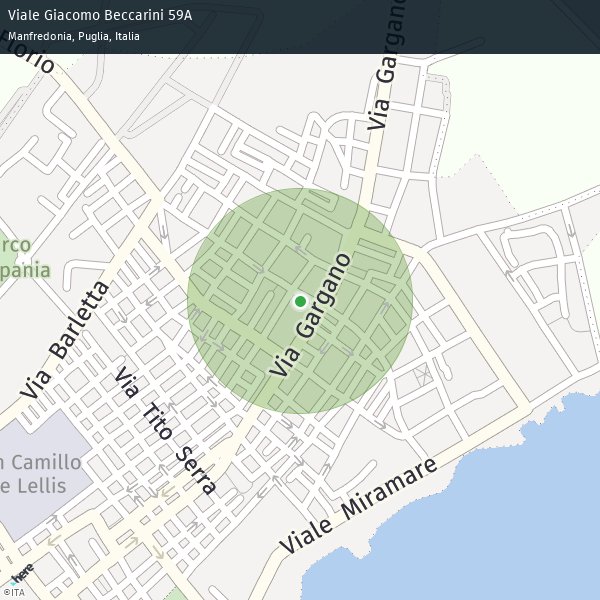 Viale Giacomo Beccarini 59A
Manfredonia, Puglia, Italia
Florio
Via Gargano
rco
pania
Via Gargano
Via Barletta
Via Tito Serra
n Camillo
e Lellis
Viale Miramare
here
©ITA